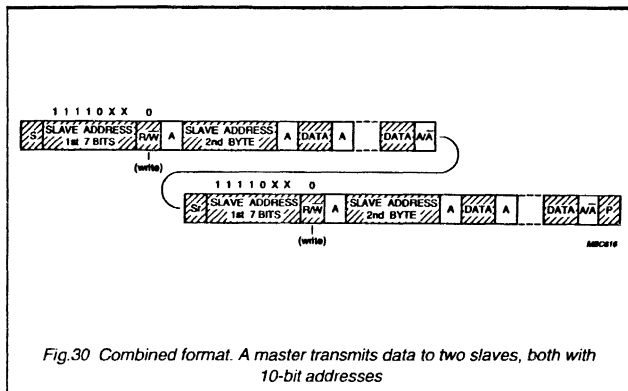 1 1 1 1 0 X X 0
S SLAVE ADDRESS 1st 7 BITS R/W̅ A SLAVE ADDRESS 2nd BYTE A DATA A DATA A/A̅
(write)
1 1 1 1 0 X X 0
Sr SLAVE ADDRESS 1st 7 BITS R/W̅ A SLAVE ADDRESS 2nd BYTE A DATA A DATA A/A̅ P
(write)
MBC616
Fig.30 Combined format. A master transmits data to two slaves, both with
10-bit addresses